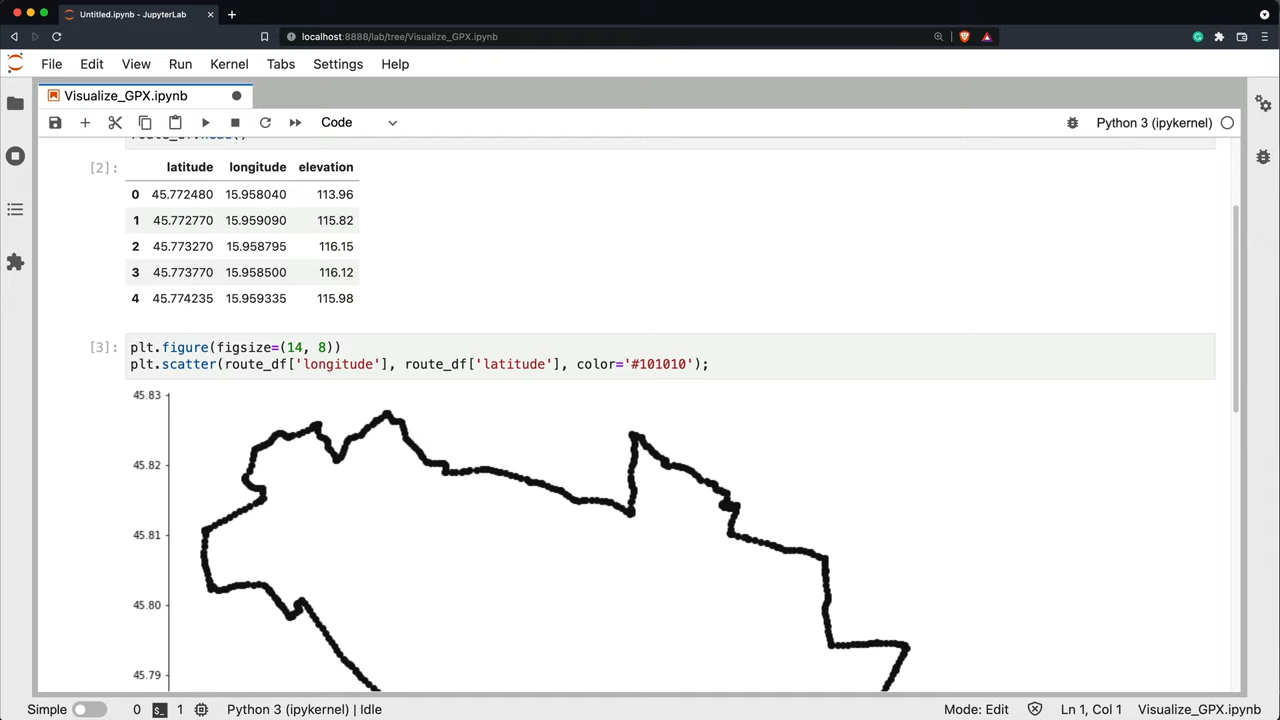 Untitled.ipynb - JupyterLab
localhost:8888/lab/tree/Visualize_GPX.ipynb
File Edit View Run Kernel Tabs Settings Help
Visualize_GPX.ipynb
Code
Python 3 (ipykernel)
route_df.head()
[2]:
latitude longitude elevation
0 45.772480 15.958040 113.96
1 45.772770 15.959090 115.82
2 45.773270 15.958795 116.15
3 45.773770 15.958500 116.12
4 45.774235 15.959335 115.98
[3]:
plt.figure(figsize=(14, 8))
plt.scatter(route_df['longitude'], route_df['latitude'], color='#101010');
45.83
45.82
45.81
45.80
45.79
Simple 0 1 Python 3 (ipykernel) | Idle Mode: Edit Ln 1, Col 1 Visualize_GPX.ipynb